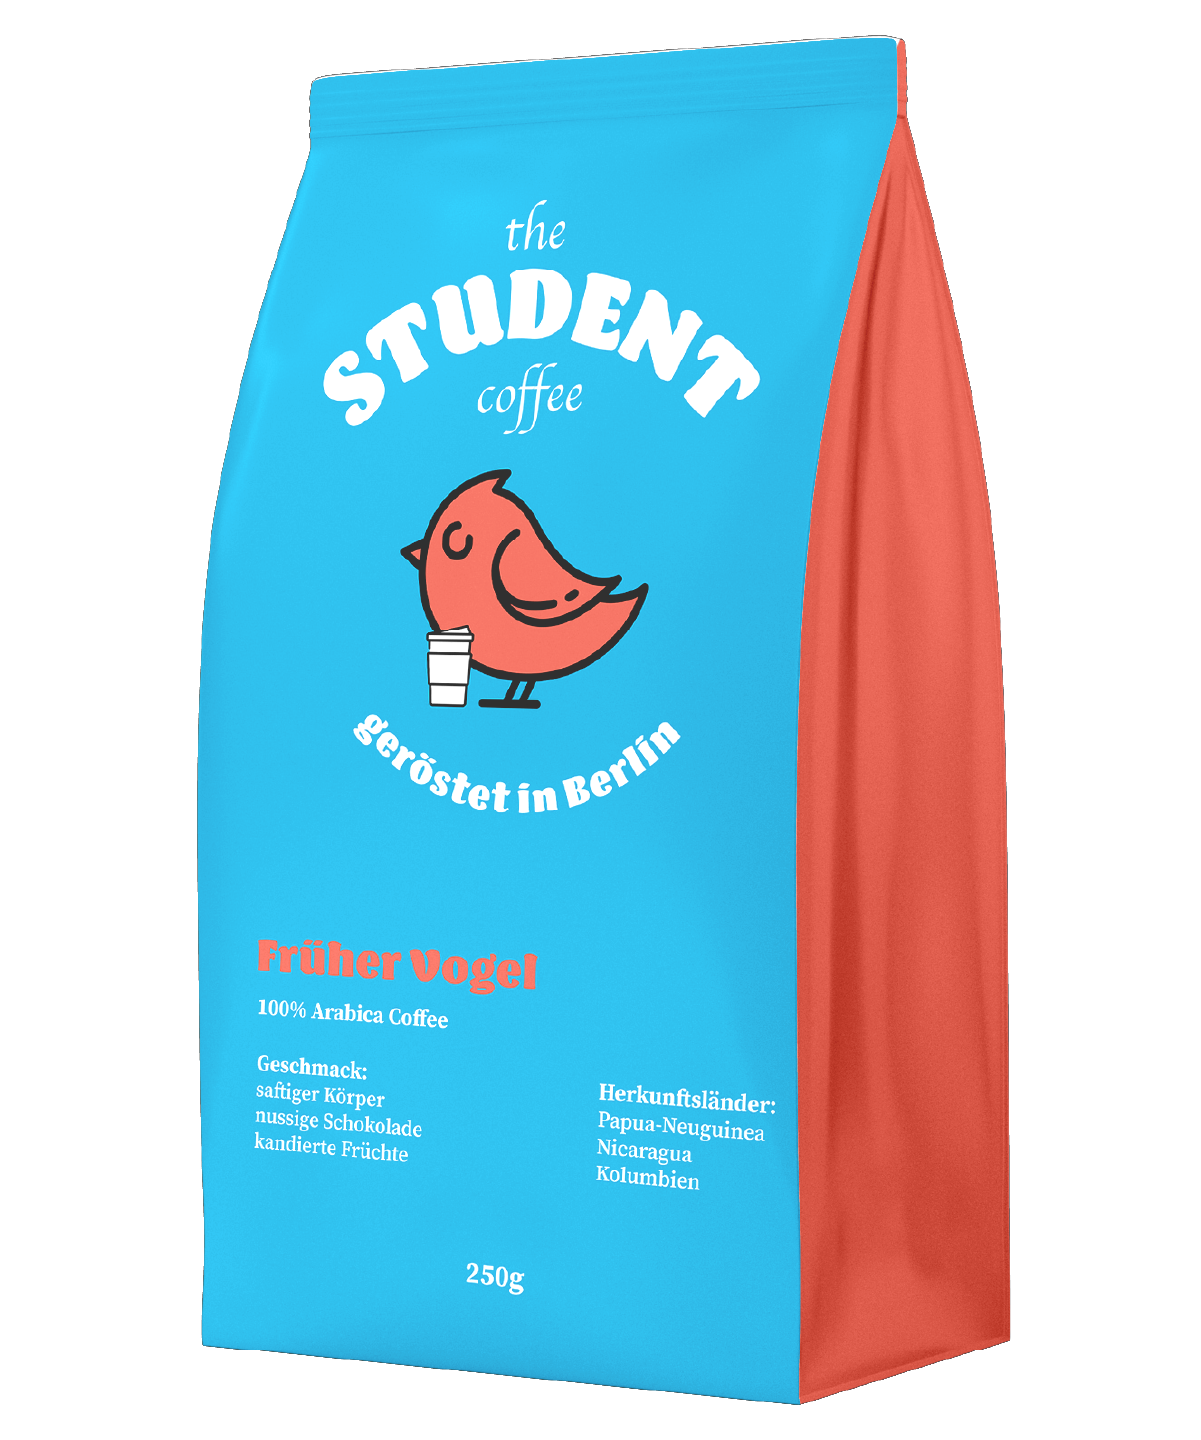 the
STUDENT
coffee
geröstet in Berlin
Früher Vogel
100% Arabica Coffee
Geschmack:
saftiger Körper
nussige Schokolade
kandierte Früchte
Herkunftsländer:
Papua-Neuguinea
Nicaragua
Kolumbien
250g